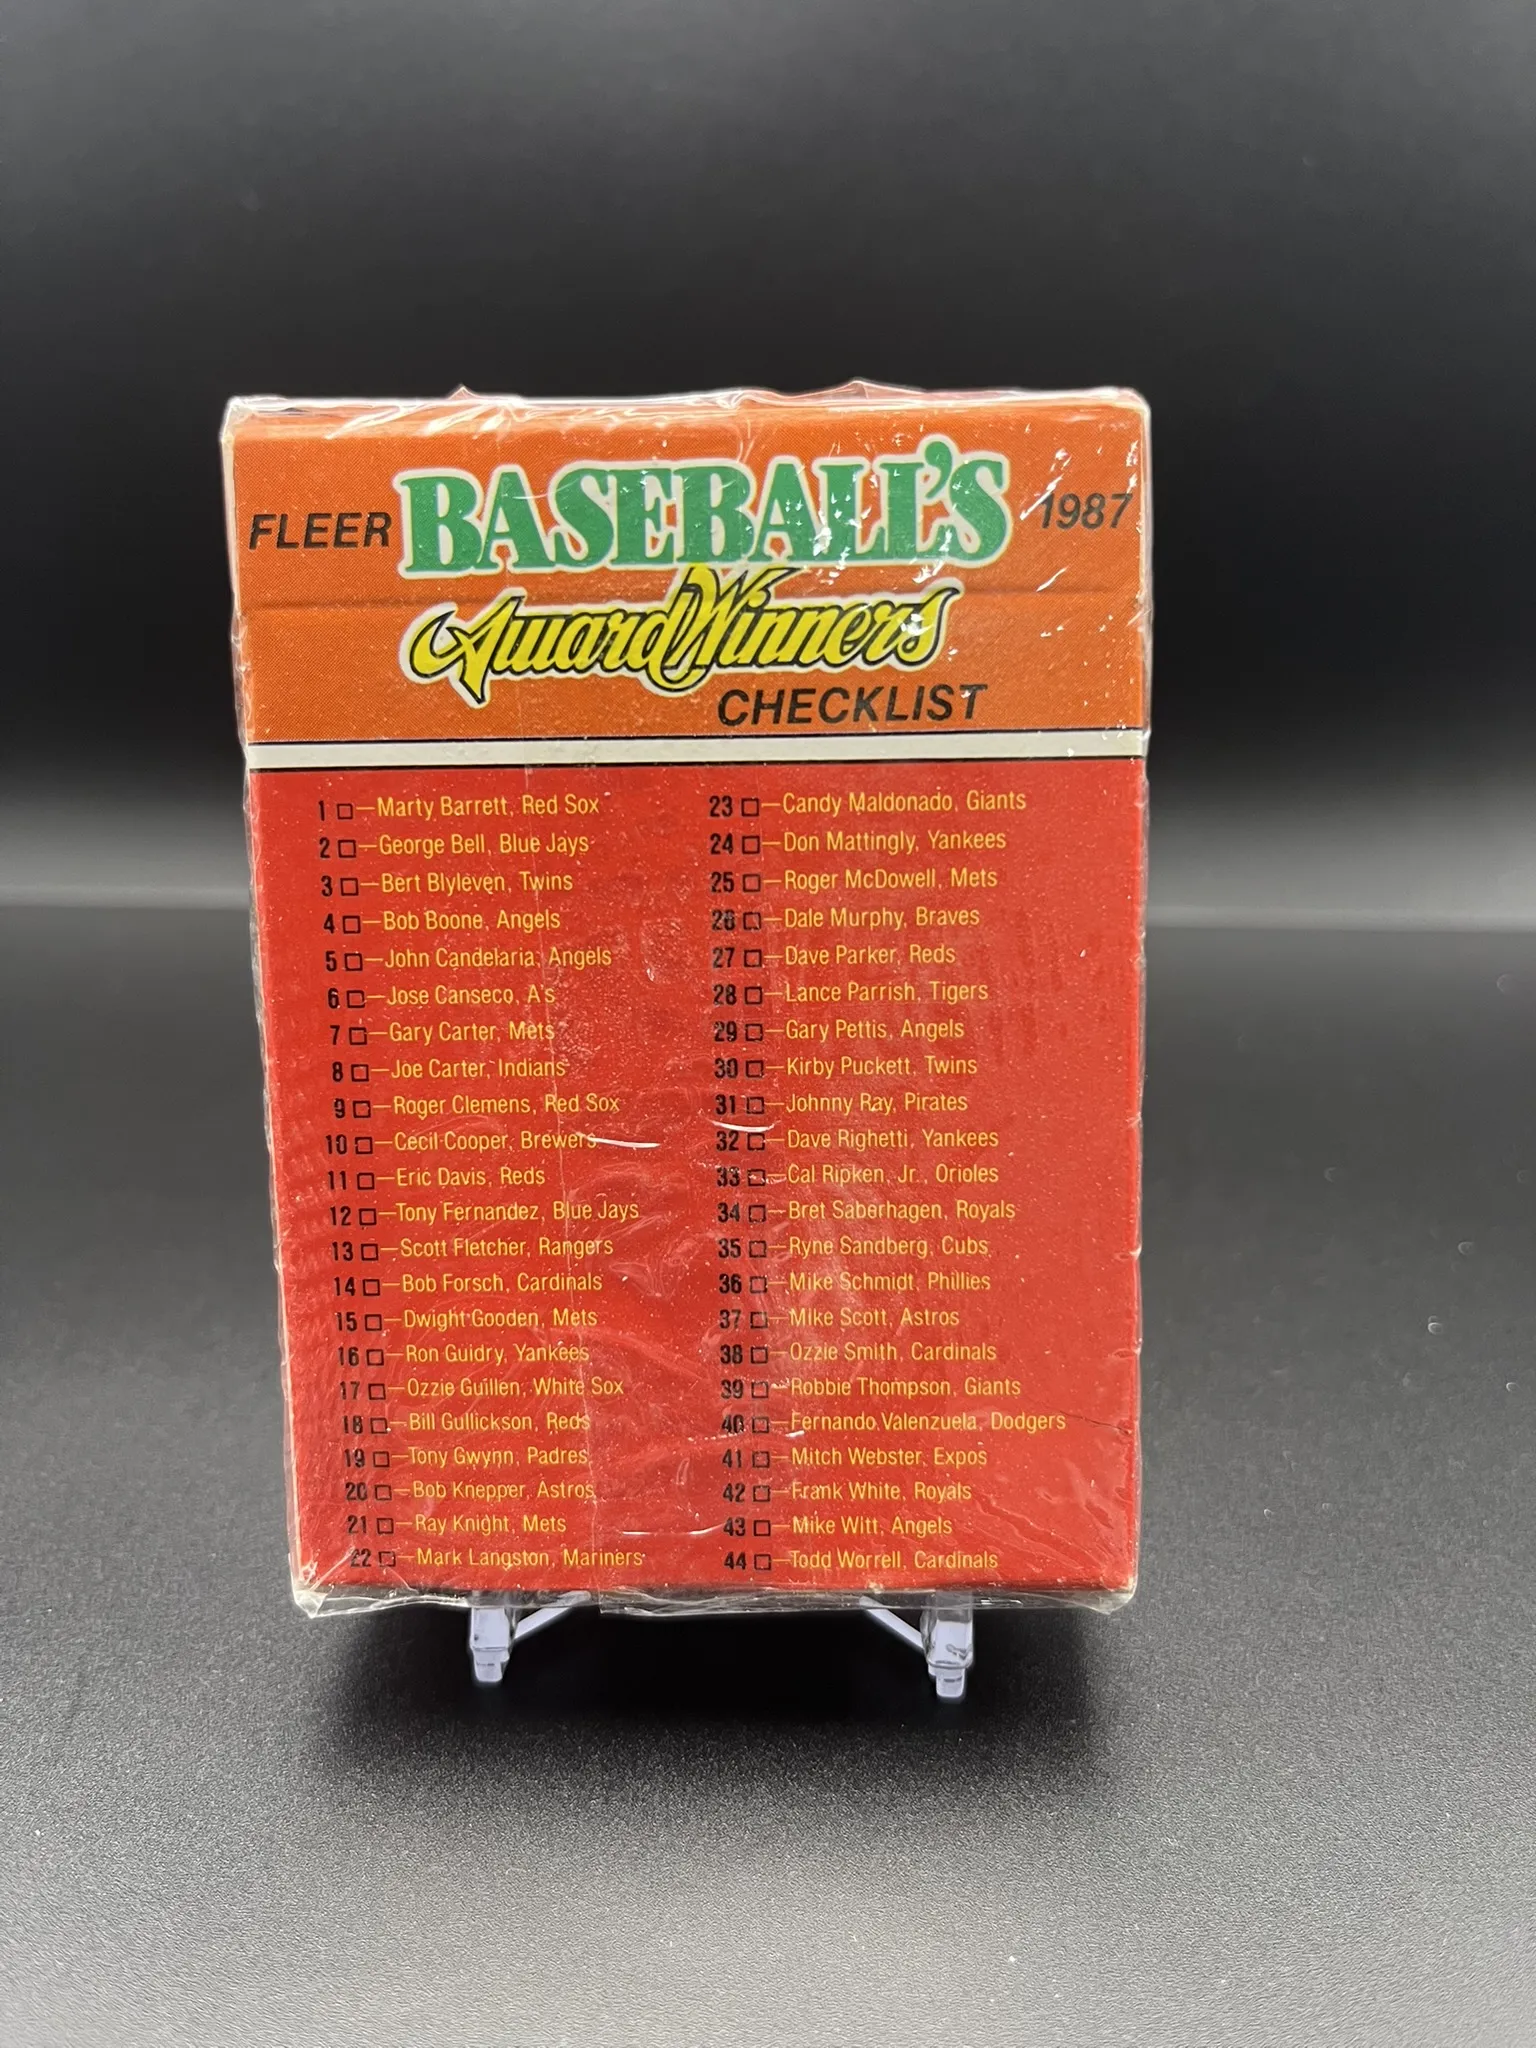 FLEER BASEBALL'S 1987
Award Winners
CHECKLIST
1 —Marty Barrett, Red Sox
2 —George Bell, Blue Jays
3 —Bert Blyleven, Twins
4 —Bob Boone, Angels
5 —John Candelaria, Angels
6 —Jose Canseco, A's
7 —Gary Carter, Mets
8 —Joe Carter, Indians
9 —Roger Clemens, Red Sox
10 —Cecil Cooper, Brewers
11 —Eric Davis, Reds
12 —Tony Fernandez, Blue Jays
13 —Scott Fletcher, Rangers
14 —Bob Forsch, Cardinals
15 —Dwight Gooden, Mets
16 —Ron Guidry, Yankees
17 —Ozzie Guillen, White Sox
18 —Bill Gullickson, Reds
19 —Tony Gwynn, Padres
20 —Bob Knepper, Astros
21 —Ray Knight, Mets
22 —Mark Langston, Mariners
23 —Candy Maldonado, Giants
24 —Don Mattingly, Yankees
25 —Roger McDowell, Mets
26 —Dale Murphy, Braves
27 —Dave Parker, Reds
28 —Lance Parrish, Tigers
29 —Gary Pettis, Angels
30 —Kirby Puckett, Twins
31 —Johnny Ray, Pirates
32 —Dave Righetti, Yankees
33 —Cal Ripken, Jr., Orioles
34 —Bret Saberhagen, Royals
35 —Ryne Sandberg, Cubs
36 —Mike Schmidt, Phillies
37 —Mike Scott, Astros
38 —Ozzie Smith, Cardinals
39 —Robbie Thompson, Giants
40 —Fernando Valenzuela, Dodgers
41 —Mitch Webster, Expos
42 —Frank White, Royals
43 —Mike Witt, Angels
44 —Todd Worrell, Cardinals